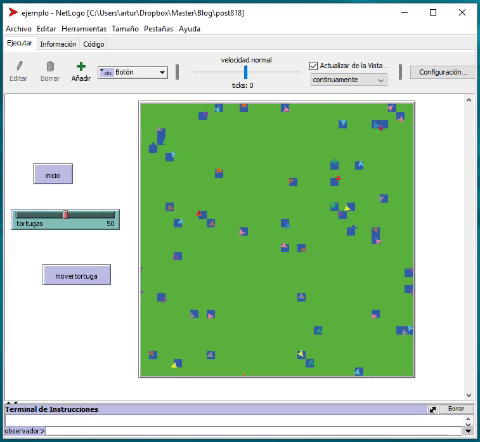 ejemplo - NetLogo {C:\Users\artur\Dropbox\Master\Blog\post818}
Archivo Editar Herramientas Tamaño Pestañas Ayuda
Ejecutar Información Código
Editar Borrar Añadir
abc Botón
velocidad normal
ticks: 0
Actualizar de la Vista...
continuamente
Configuración...
inicio
tortugas 50
movertortuga
Terminal de Instrucciones
Borrar
observador>